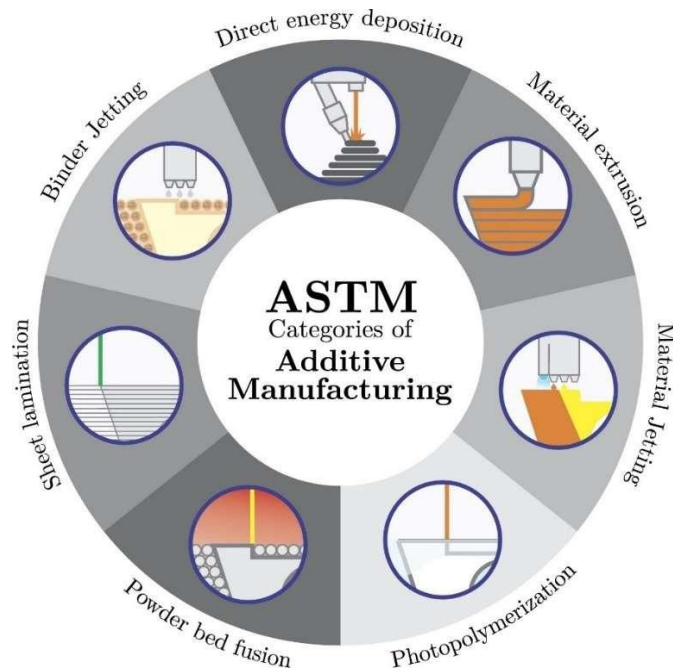 Direct energy deposition
Material extrusion
Material Jetting
Photopolymerization
Powder bed fusion
Sheet lamination
Binder Jetting
ASTM
Categories of
Additive
Manufacturing